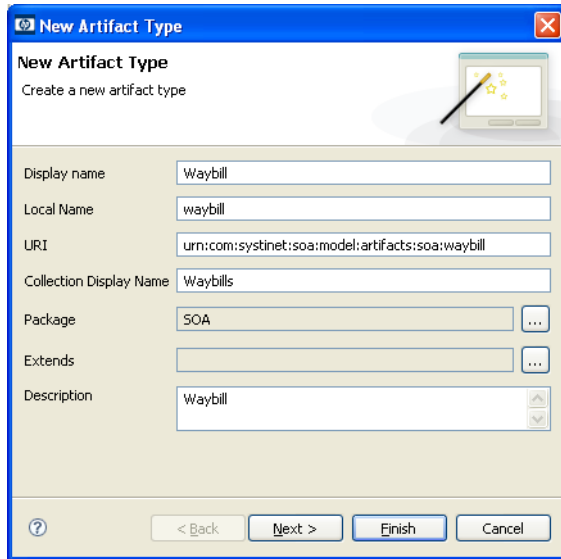 New Artifact Type
New Artifact Type
Create a new artifact type
Display name Waybill
Local Name waybill
URI urn:com:systinet:soa:model:artifacts:soa:waybill
Collection Display Name Waybills
Package SOA ...
Extends ...
Description Waybill
? < Back Next > Finish Cancel